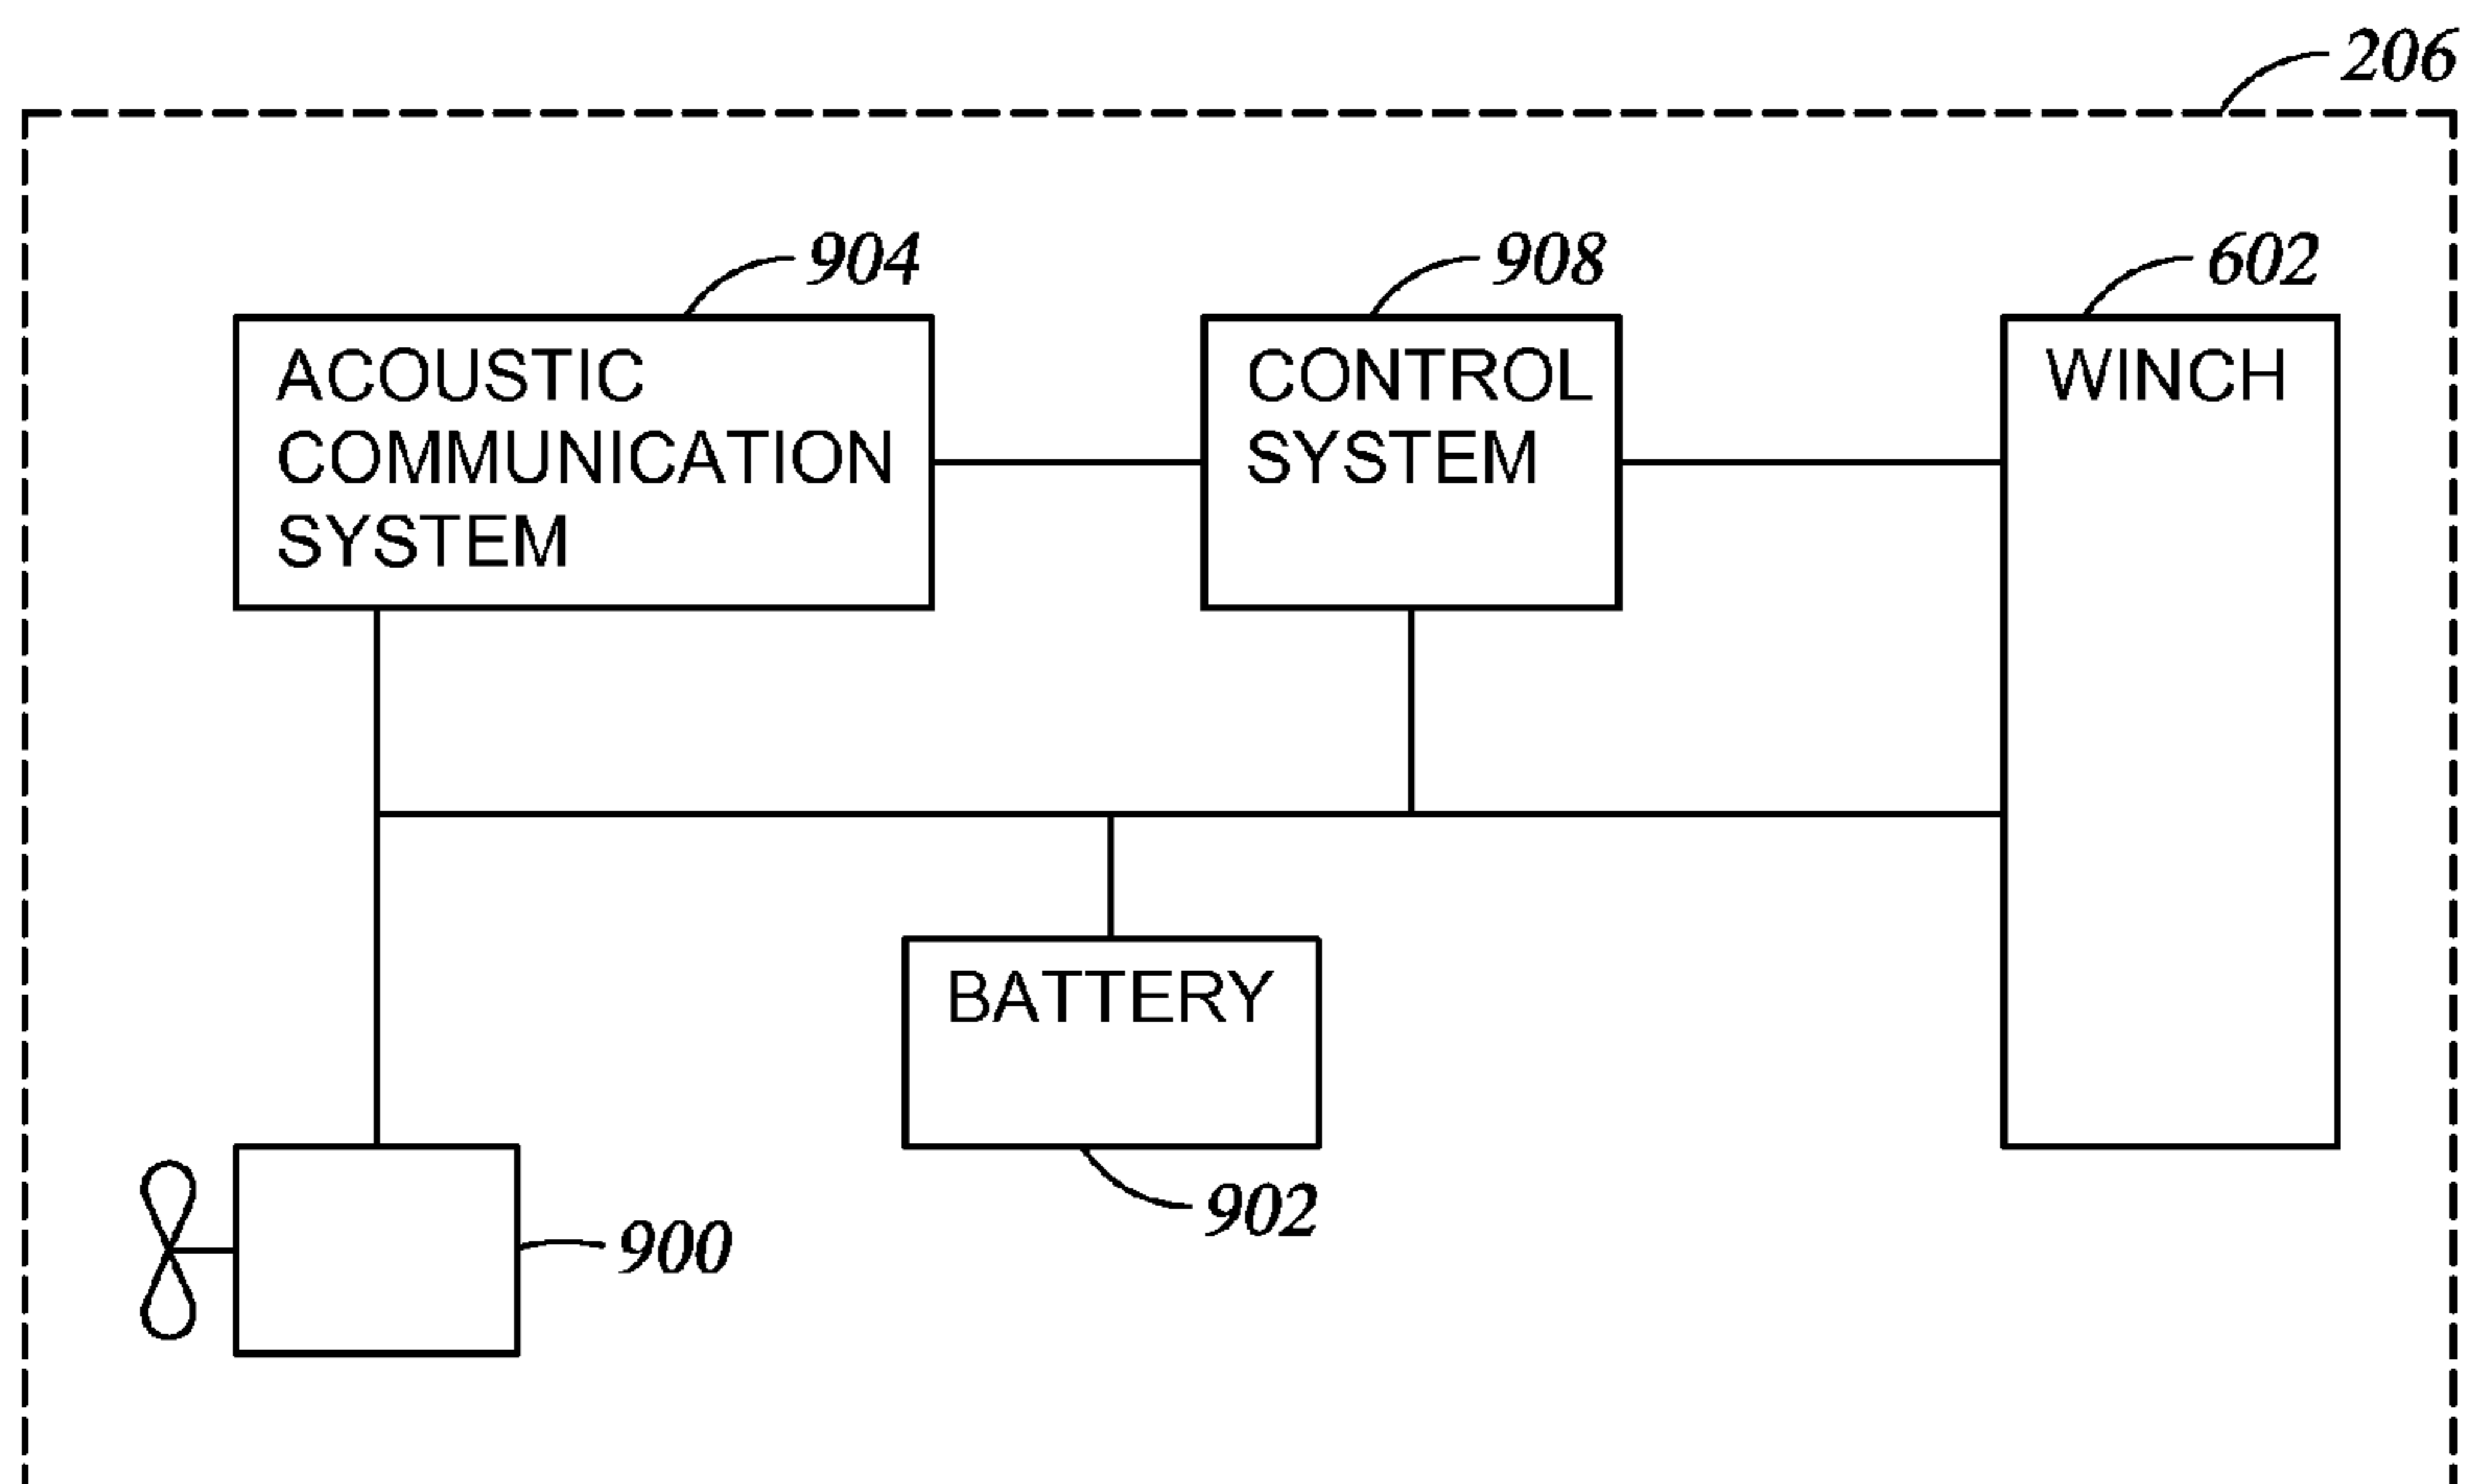 206
904
908
602
ACOUSTIC
COMMUNICATION
SYSTEM
CONTROL
SYSTEM
WINCH
BATTERY
902
900